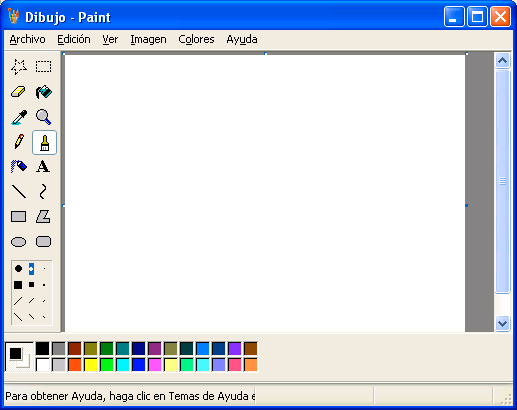 Dibujo - Paint
Archivo Edición Ver Imagen Colores Ayuda
A
Para obtener Ayuda, haga clic en Temas de Ayuda e